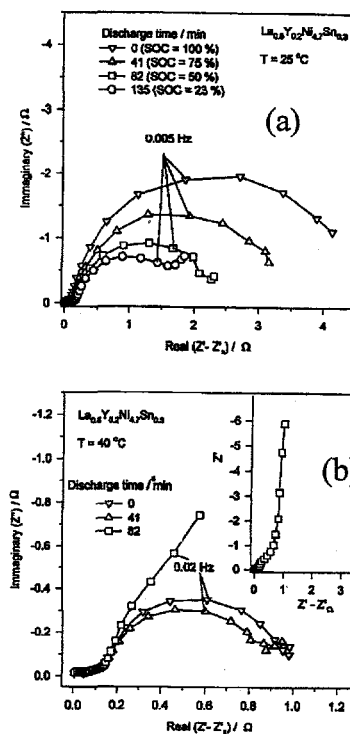 Discharge time / min
0 (SOC = 100 %)
41 (SOC = 75 %)
82 (SOC = 50 %)
135 (SOC = 23 %)
La0.8Y0.2Ni4.7Sn0.3
T = 25 °C
(a)
0.005 Hz
Immaginary (Z") / Ω
-4
-3
-2
-1
0
0 1 2 3 4
Real (Z'- Z's) / Ω
La0.8Y0.2Ni4.7Sn0.3
T = 40 °C
Discharge time / min
0
41
82
(b)
0.02 Hz
Immaginary (Z") / Ω
-1.2
-1.0
-0.8
-0.6
-0.4
-0.2
0.0
0.0 0.2 0.4 0.6 0.8 1.0 1.2
Real (Z'- Z's) / Ω
Z'
-6
-5
-4
-3
-2
-1
0
0 1 2 3
Z'- Z'Ω